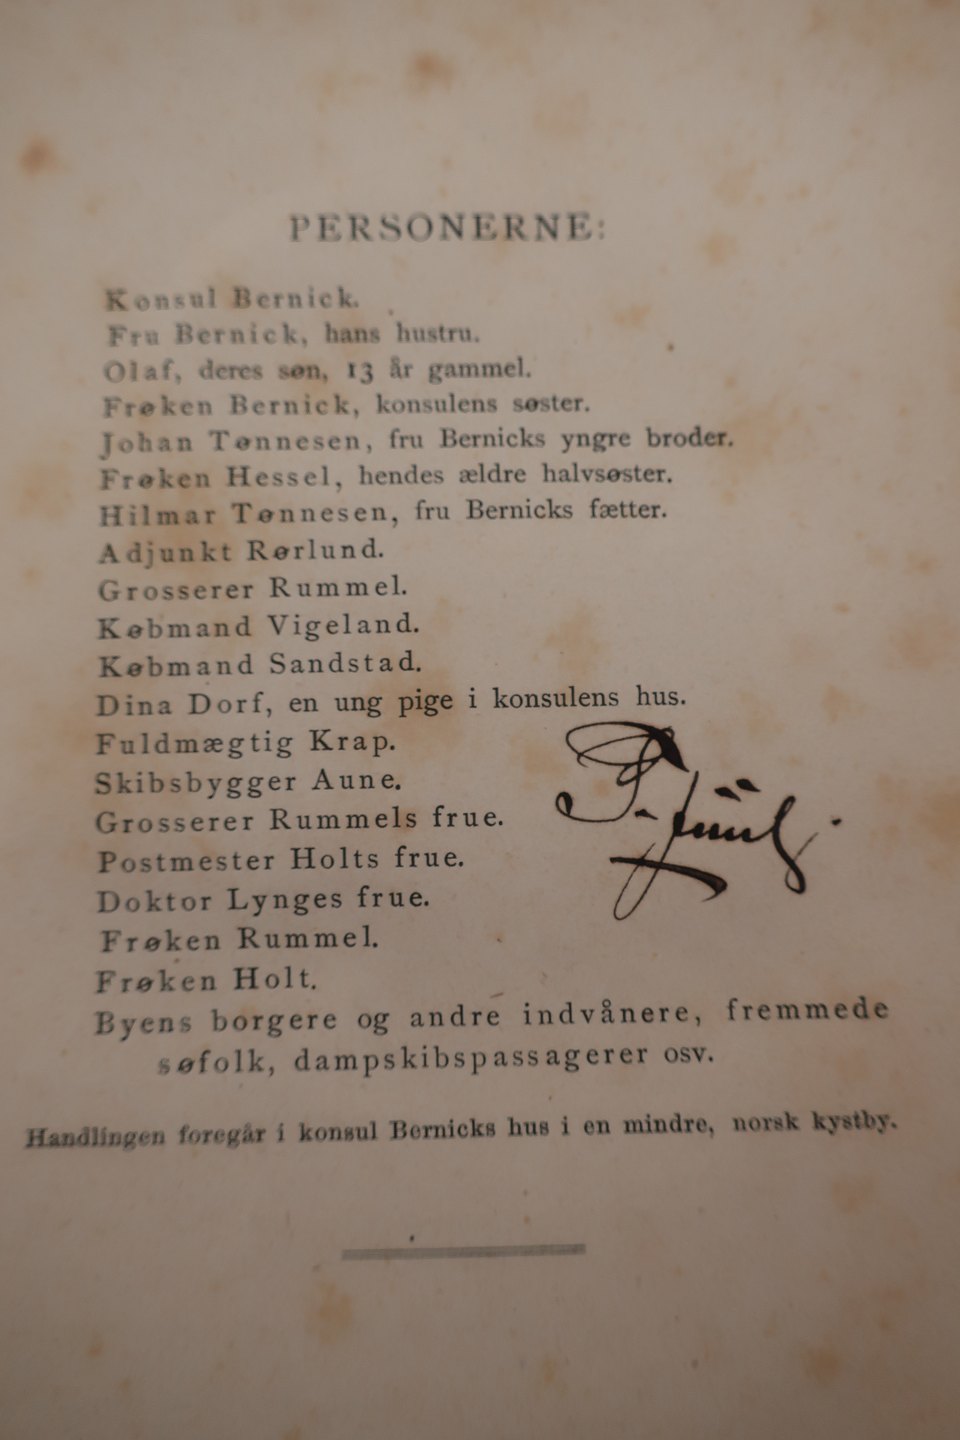 PERSONERNE:
Konsul Bernick.
Fru Bernick, hans hustru.
Olaf, deres søn, 13 år gammel.
Frøken Bernick, konsulens søster.
Johan Tønnesen, fru Bernicks yngre broder.
Frøken Hessel, hendes ældre halvsøster.
Hilmar Tønnesen, fru Bernicks fætter.
Adjunkt Rørlund.
Grosserer Rummel.
Købmand Vigeland.
Købmand Sandstad.
Dina Dorf, en ung pige i konsulens hus.
Fuldmægtig Krap.
Skibsbygger Aune.
Grosserer Rummels frue.
Postmester Holts frue.
Doktor Lynges frue.
Frøken Rummel.
Frøken Holt.
Byens borgere og andre indvånere, fremmede
søfolk, dampskibspassagerer osv.
Handlingen foregår i konsul Bernicks hus i en mindre, norsk kystby.